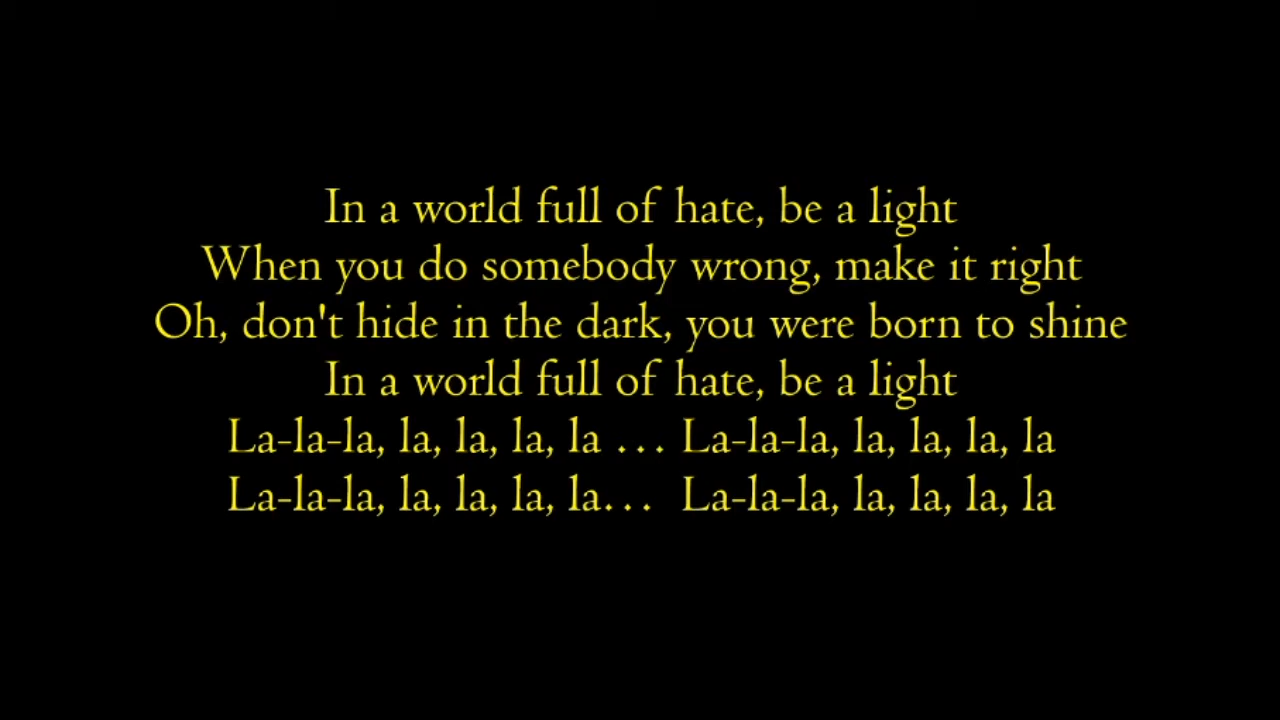 In a world full of hate, be a light
When you do somebody wrong, make it right
Oh, don't hide in the dark, you were born to shine
In a world full of hate, be a light
La-la-la, la, la, la, la … La-la-la, la, la, la, la
La-la-la, la, la, la, la…  La-la-la, la, la, la, la